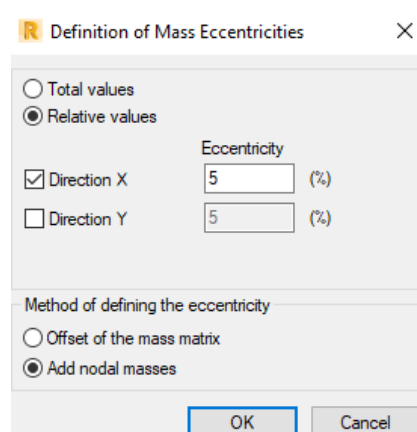 R Definition of Mass Eccentricities
Total values
Relative values
Eccentricity
Direction X 5 (%)
Direction Y 5 (%)
Method of defining the eccentricity
Offset of the mass matrix
Add nodal masses
OK Cancel